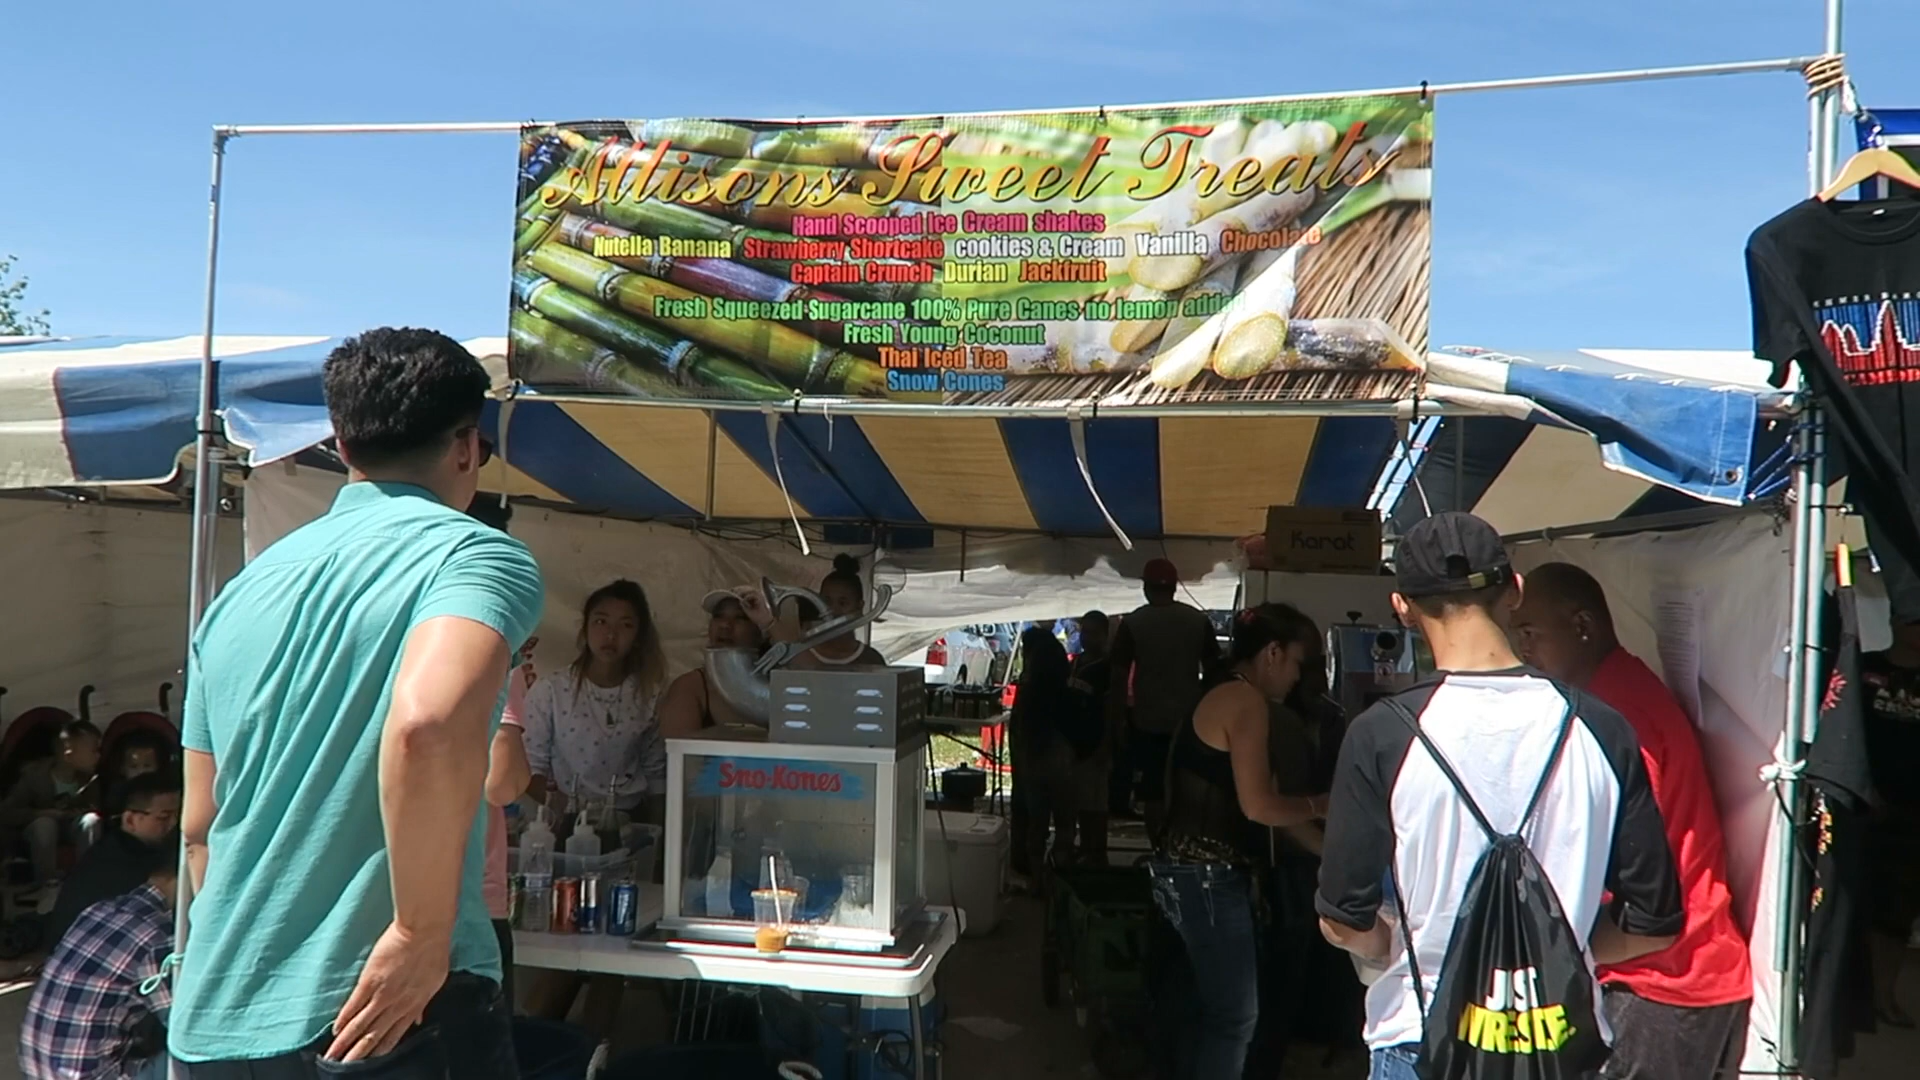 Allisons Sweet Treats
Hand Scooped Ice Cream shakes
Nutella Banana Strawberry Shortcake cookies & Cream Vanilla Chocolate
Captain Crunch Durian Jackfruit
Fresh Squeezed Sugarcane 100% Pure Canes no lemon added
Fresh Young Coconut
Thai Iced Tea
Snow Cones
Karat
Sno-Kones
JUST
WRESTLE.